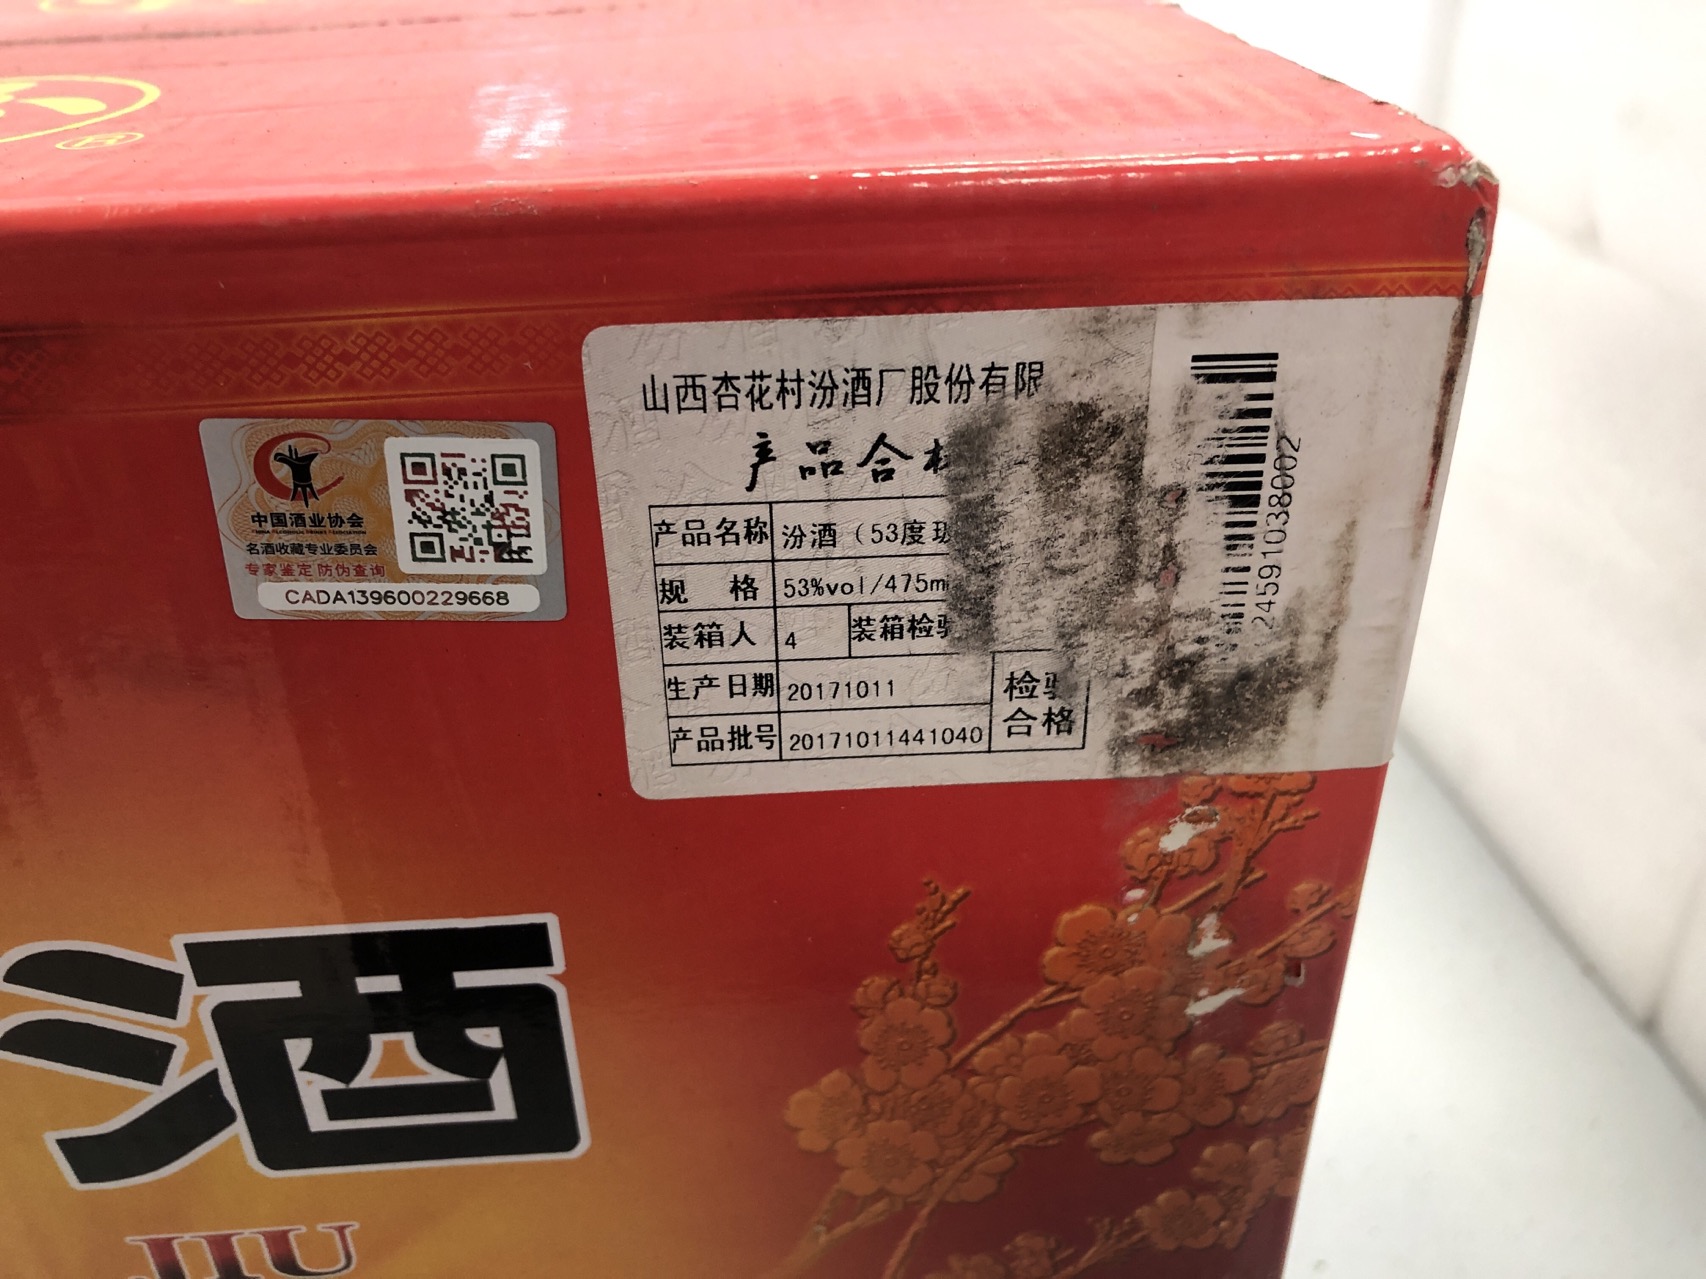 中国酒业协会
名酒收藏专业委员会
专家鉴定 防伪查询
CADA139600229668
山西杏花村汾酒厂股份有限
产品合
产品名称 汾酒（53度
规 格 53%vol/475m
装箱人 4 装箱检验
生产日期 20171011
产品批号 20171011441040
检验
合格
24591038002
酒
JIU